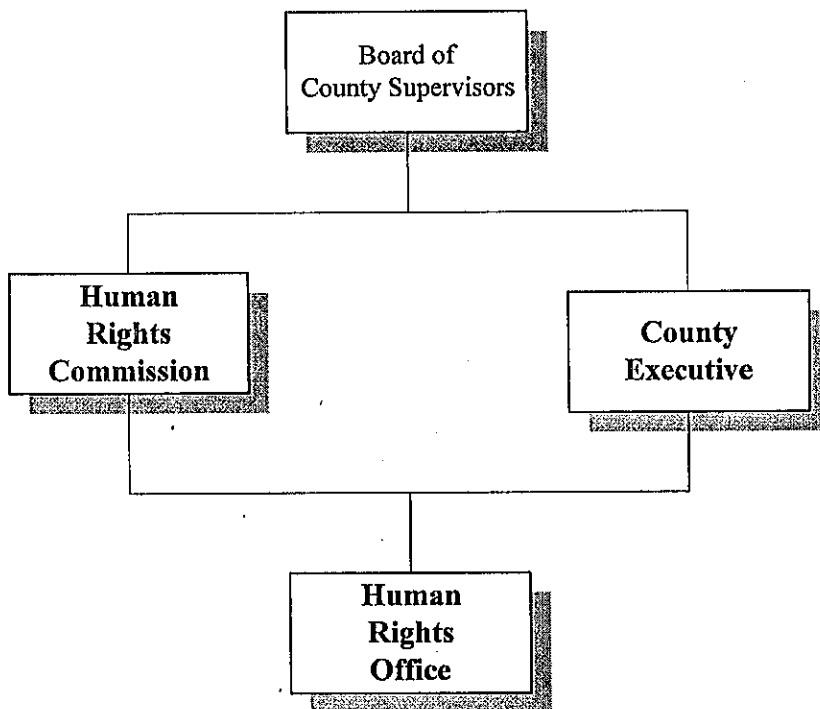 Board of
County Supervisors
Human
Rights
Commission
County
Executive
Human
Rights
Office